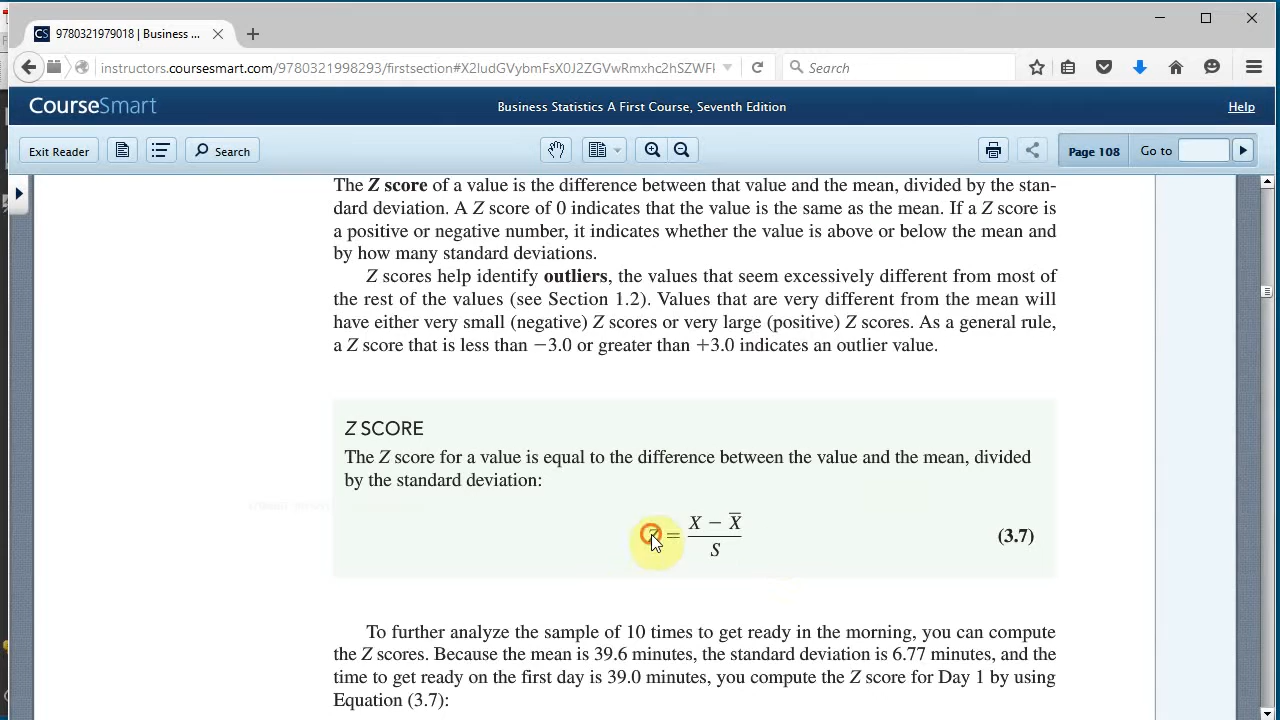 CS 9780321979018 | Business ...
instructors.coursesmart.com/9780321998293/firstsection#X2ludGVybmFsX0J2ZGVwRmxhc2hSZWFI
Search
CourseSmart
Business Statistics A First Course, Seventh Edition
Help
Exit Reader
Search
Page 108
Go to
The Z score of a value is the difference between that value and the mean, divided by the stan-
dard deviation. A Z score of 0 indicates that the value is the same as the mean. If a Z score is
a positive or negative number, it indicates whether the value is above or below the mean and
by how many standard deviations.
Z scores help identify outliers, the values that seem excessively different from most of
the rest of the values (see Section 1.2). Values that are very different from the mean will
have either very small (negative) Z scores or very large (positive) Z scores. As a general rule,
a Z score that is less than −3.0 or greater than +3.0 indicates an outlier value.
Z SCORE
The Z score for a value is equal to the difference between the value and the mean, divided
by the standard deviation:
Z = (X − X̅) / S
(3.7)
To further analyze the sample of 10 times to get ready in the morning, you can compute
the Z scores. Because the mean is 39.6 minutes, the standard deviation is 6.77 minutes, and the
time to get ready on the first day is 39.0 minutes, you compute the Z score for Day 1 by using
Equation (3.7):